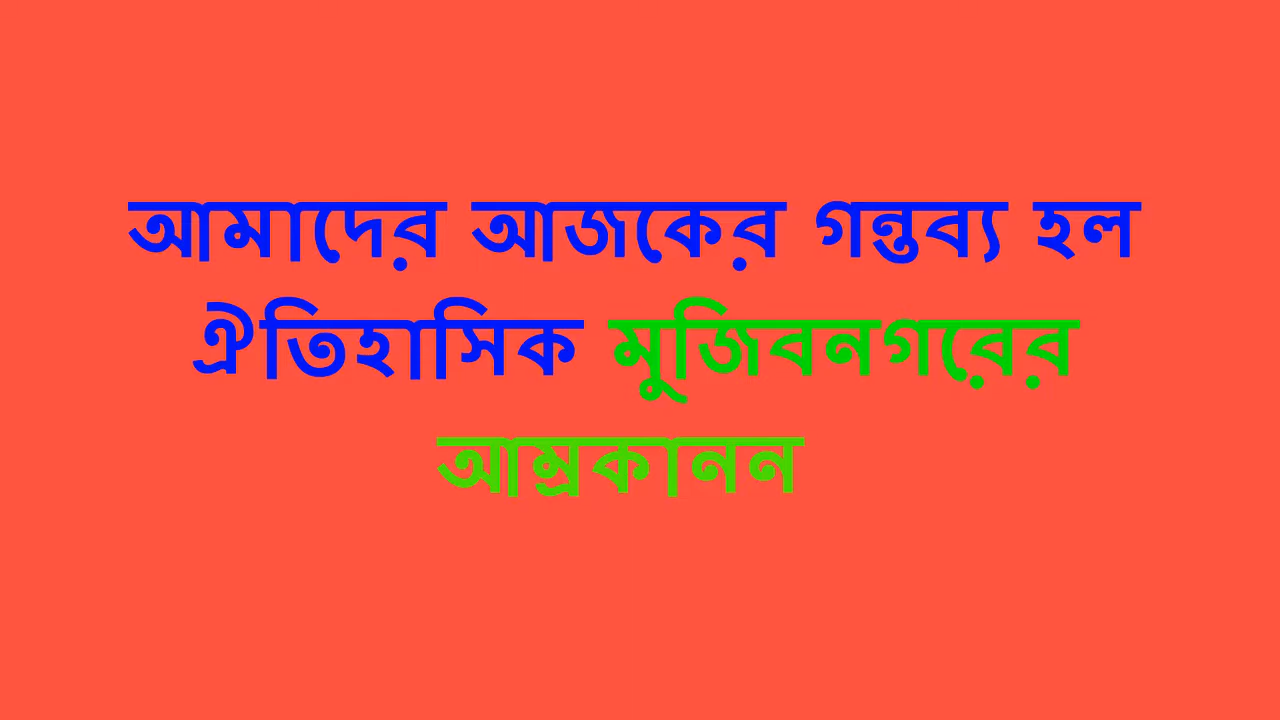 আমাদের আজকের গন্তব্য হল
ঐতিহাসিক মুজিবনগরের
আম্রকানন